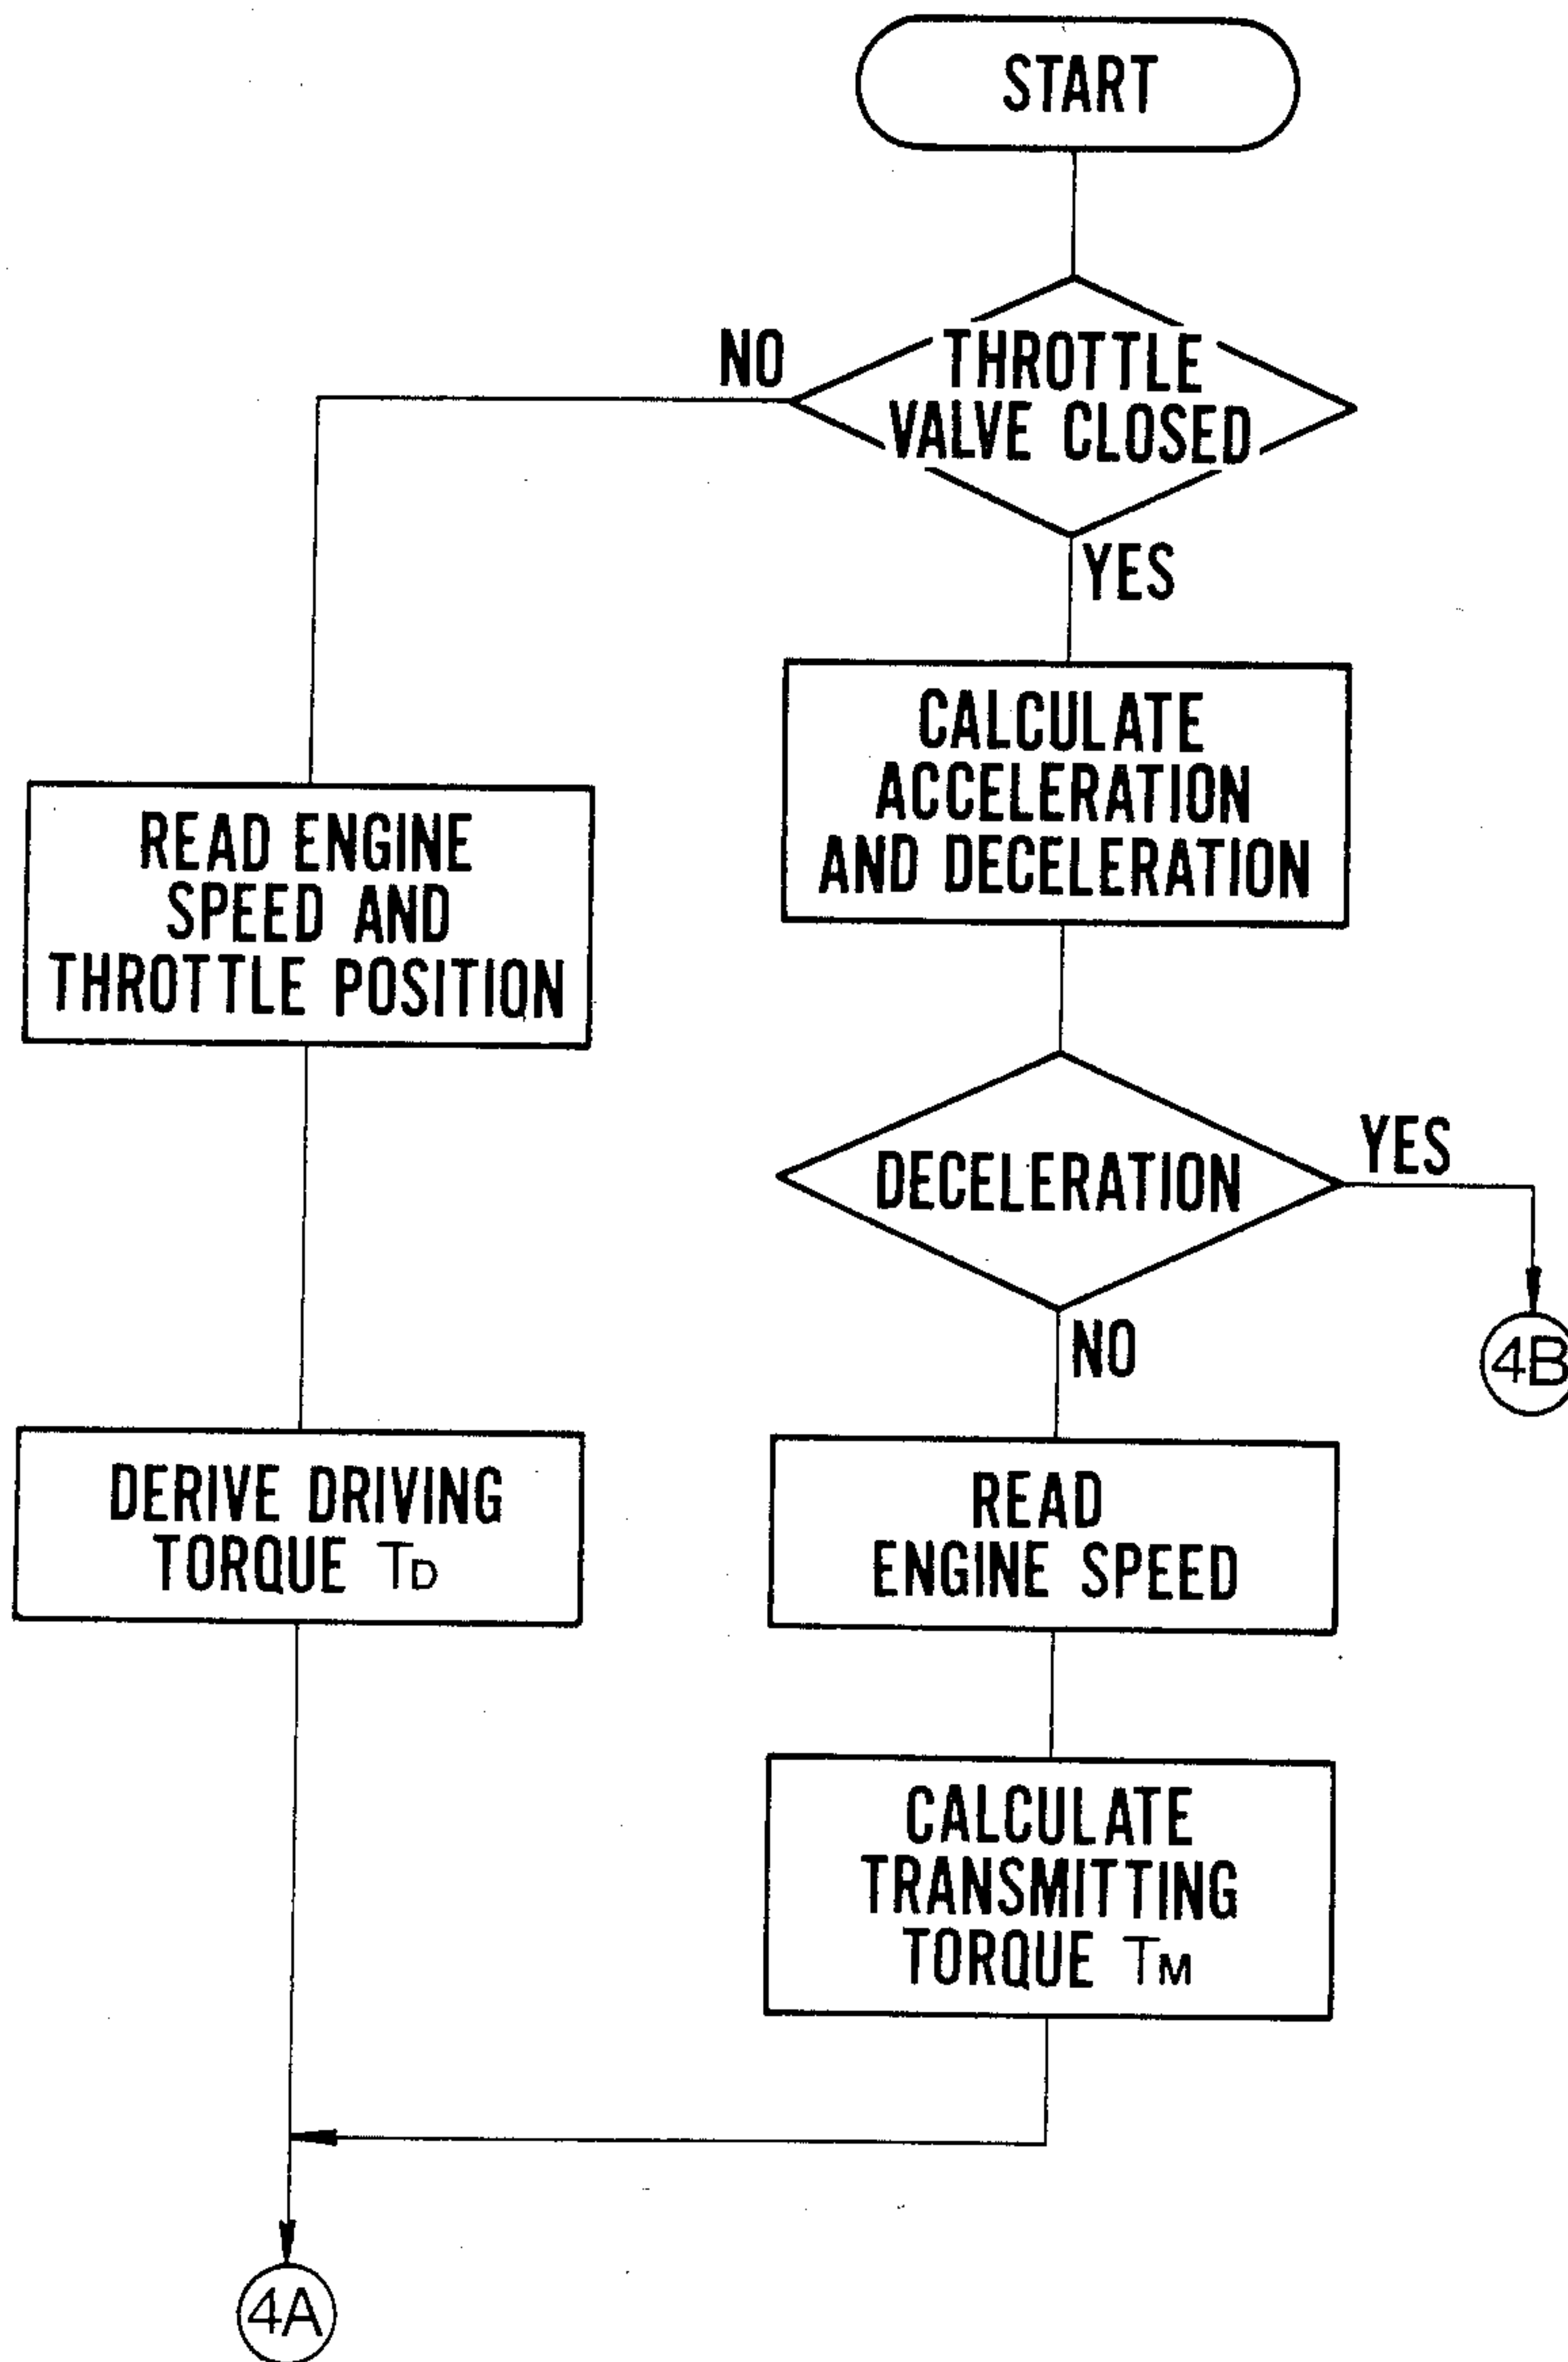 START
NO
THROTTLE
VALVE CLOSED
YES
CALCULATE
ACCELERATION
AND DECELERATION
READ ENGINE
SPEED AND
THROTTLE POSITION
DECELERATION
YES
4B
NO
DERIVE DRIVING
TORQUE TD
READ
ENGINE SPEED
CALCULATE
TRANSMITTING
TORQUE TM
4A